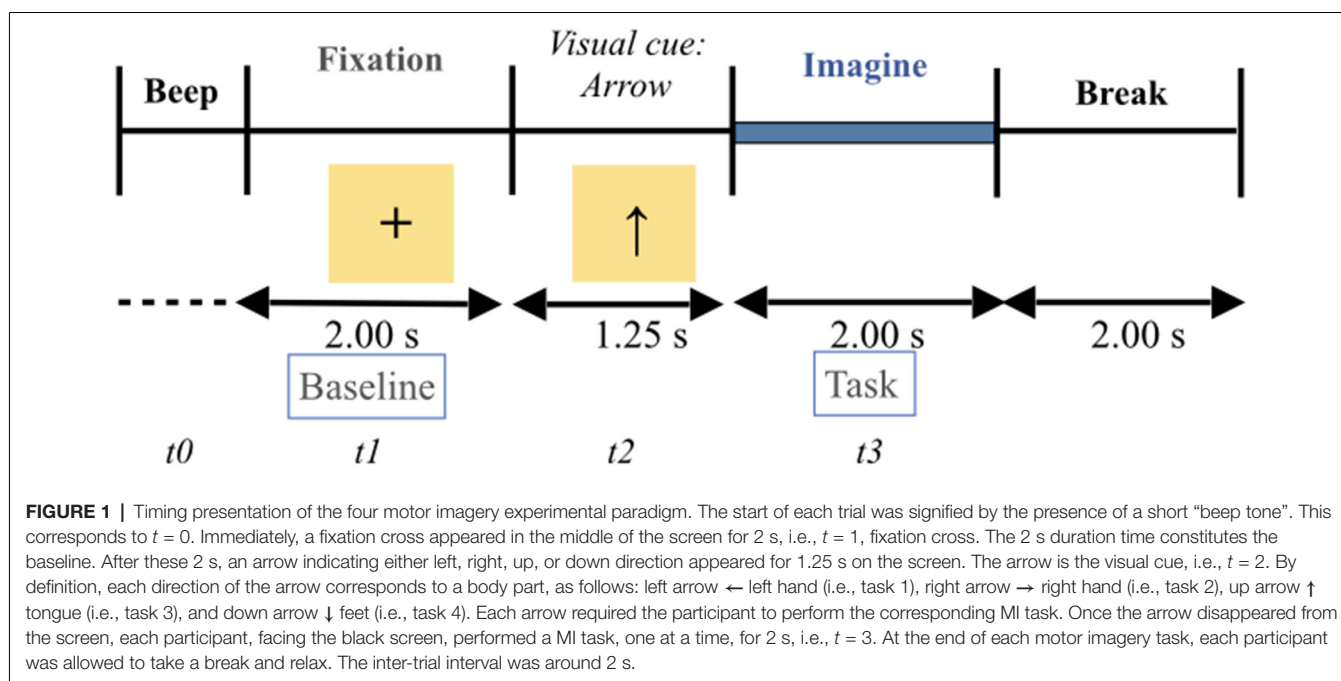 Beep
Fixation
Visual cue:
Arrow
Imagine
Break
+
↑
2.00 s
1.25 s
2.00 s
2.00 s
Baseline
Task
t0
t1
t2
t3
FIGURE 1 | Timing presentation of the four motor imagery experimental paradigm. The start of each trial was signified by the presence of a short “beep tone”. This
corresponds to t = 0. Immediately, a fixation cross appeared in the middle of the screen for 2 s, i.e., t = 1, fixation cross. The 2 s duration time constitutes the
baseline. After these 2 s, an arrow indicating either left, right, up, or down direction appeared for 1.25 s on the screen. The arrow is the visual cue, i.e., t = 2. By
definition, each direction of the arrow corresponds to a body part, as follows: left arrow ← left hand (i.e., task 1), right arrow → right hand (i.e., task 2), up arrow ↑
tongue (i.e., task 3), and down arrow ↓ feet (i.e., task 4). Each arrow required the participant to perform the corresponding MI task. Once the arrow disappeared from
the screen, each participant, facing the black screen, performed a MI task, one at a time, for 2 s, i.e., t = 3. At the end of each motor imagery task, each participant
was allowed to take a break and relax. The inter-trial interval was around 2 s.